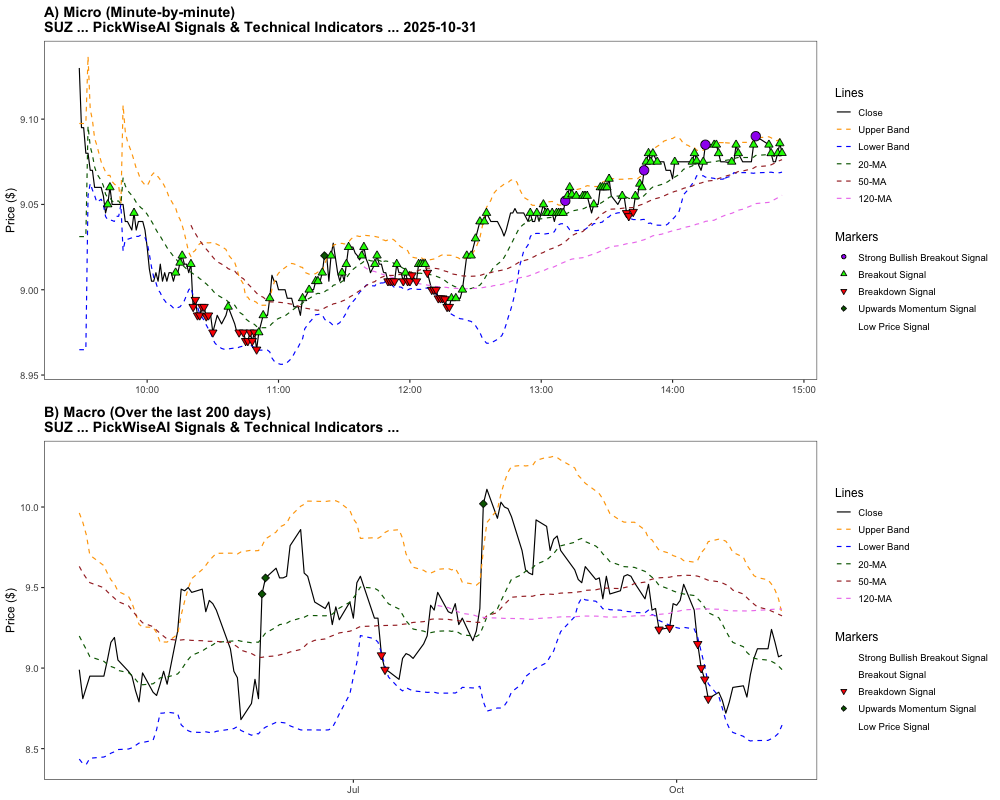 A) Micro (Minute-by-minute)
SUZ ... PickWiseAI Signals & Technical Indicators ... 2025-10-31
Price ($)
9.10
9.05
9.00
8.95
10:00
11:00
12:00
13:00
14:00
15:00
Lines
Close
Upper Band
Lower Band
20-MA
50-MA
120-MA
Markers
Strong Bullish Breakout Signal
Breakout Signal
Breakdown Signal
Upwards Momentum Signal
Low Price Signal
B) Macro (Over the last 200 days)
SUZ ... PickWiseAI Signals & Technical Indicators ...
Price ($)
10.0
9.5
9.0
8.5
Jul
Oct
Lines
Close
Upper Band
Lower Band
20-MA
50-MA
120-MA
Markers
Strong Bullish Breakout Signal
Breakout Signal
Breakdown Signal
Upwards Momentum Signal
Low Price Signal